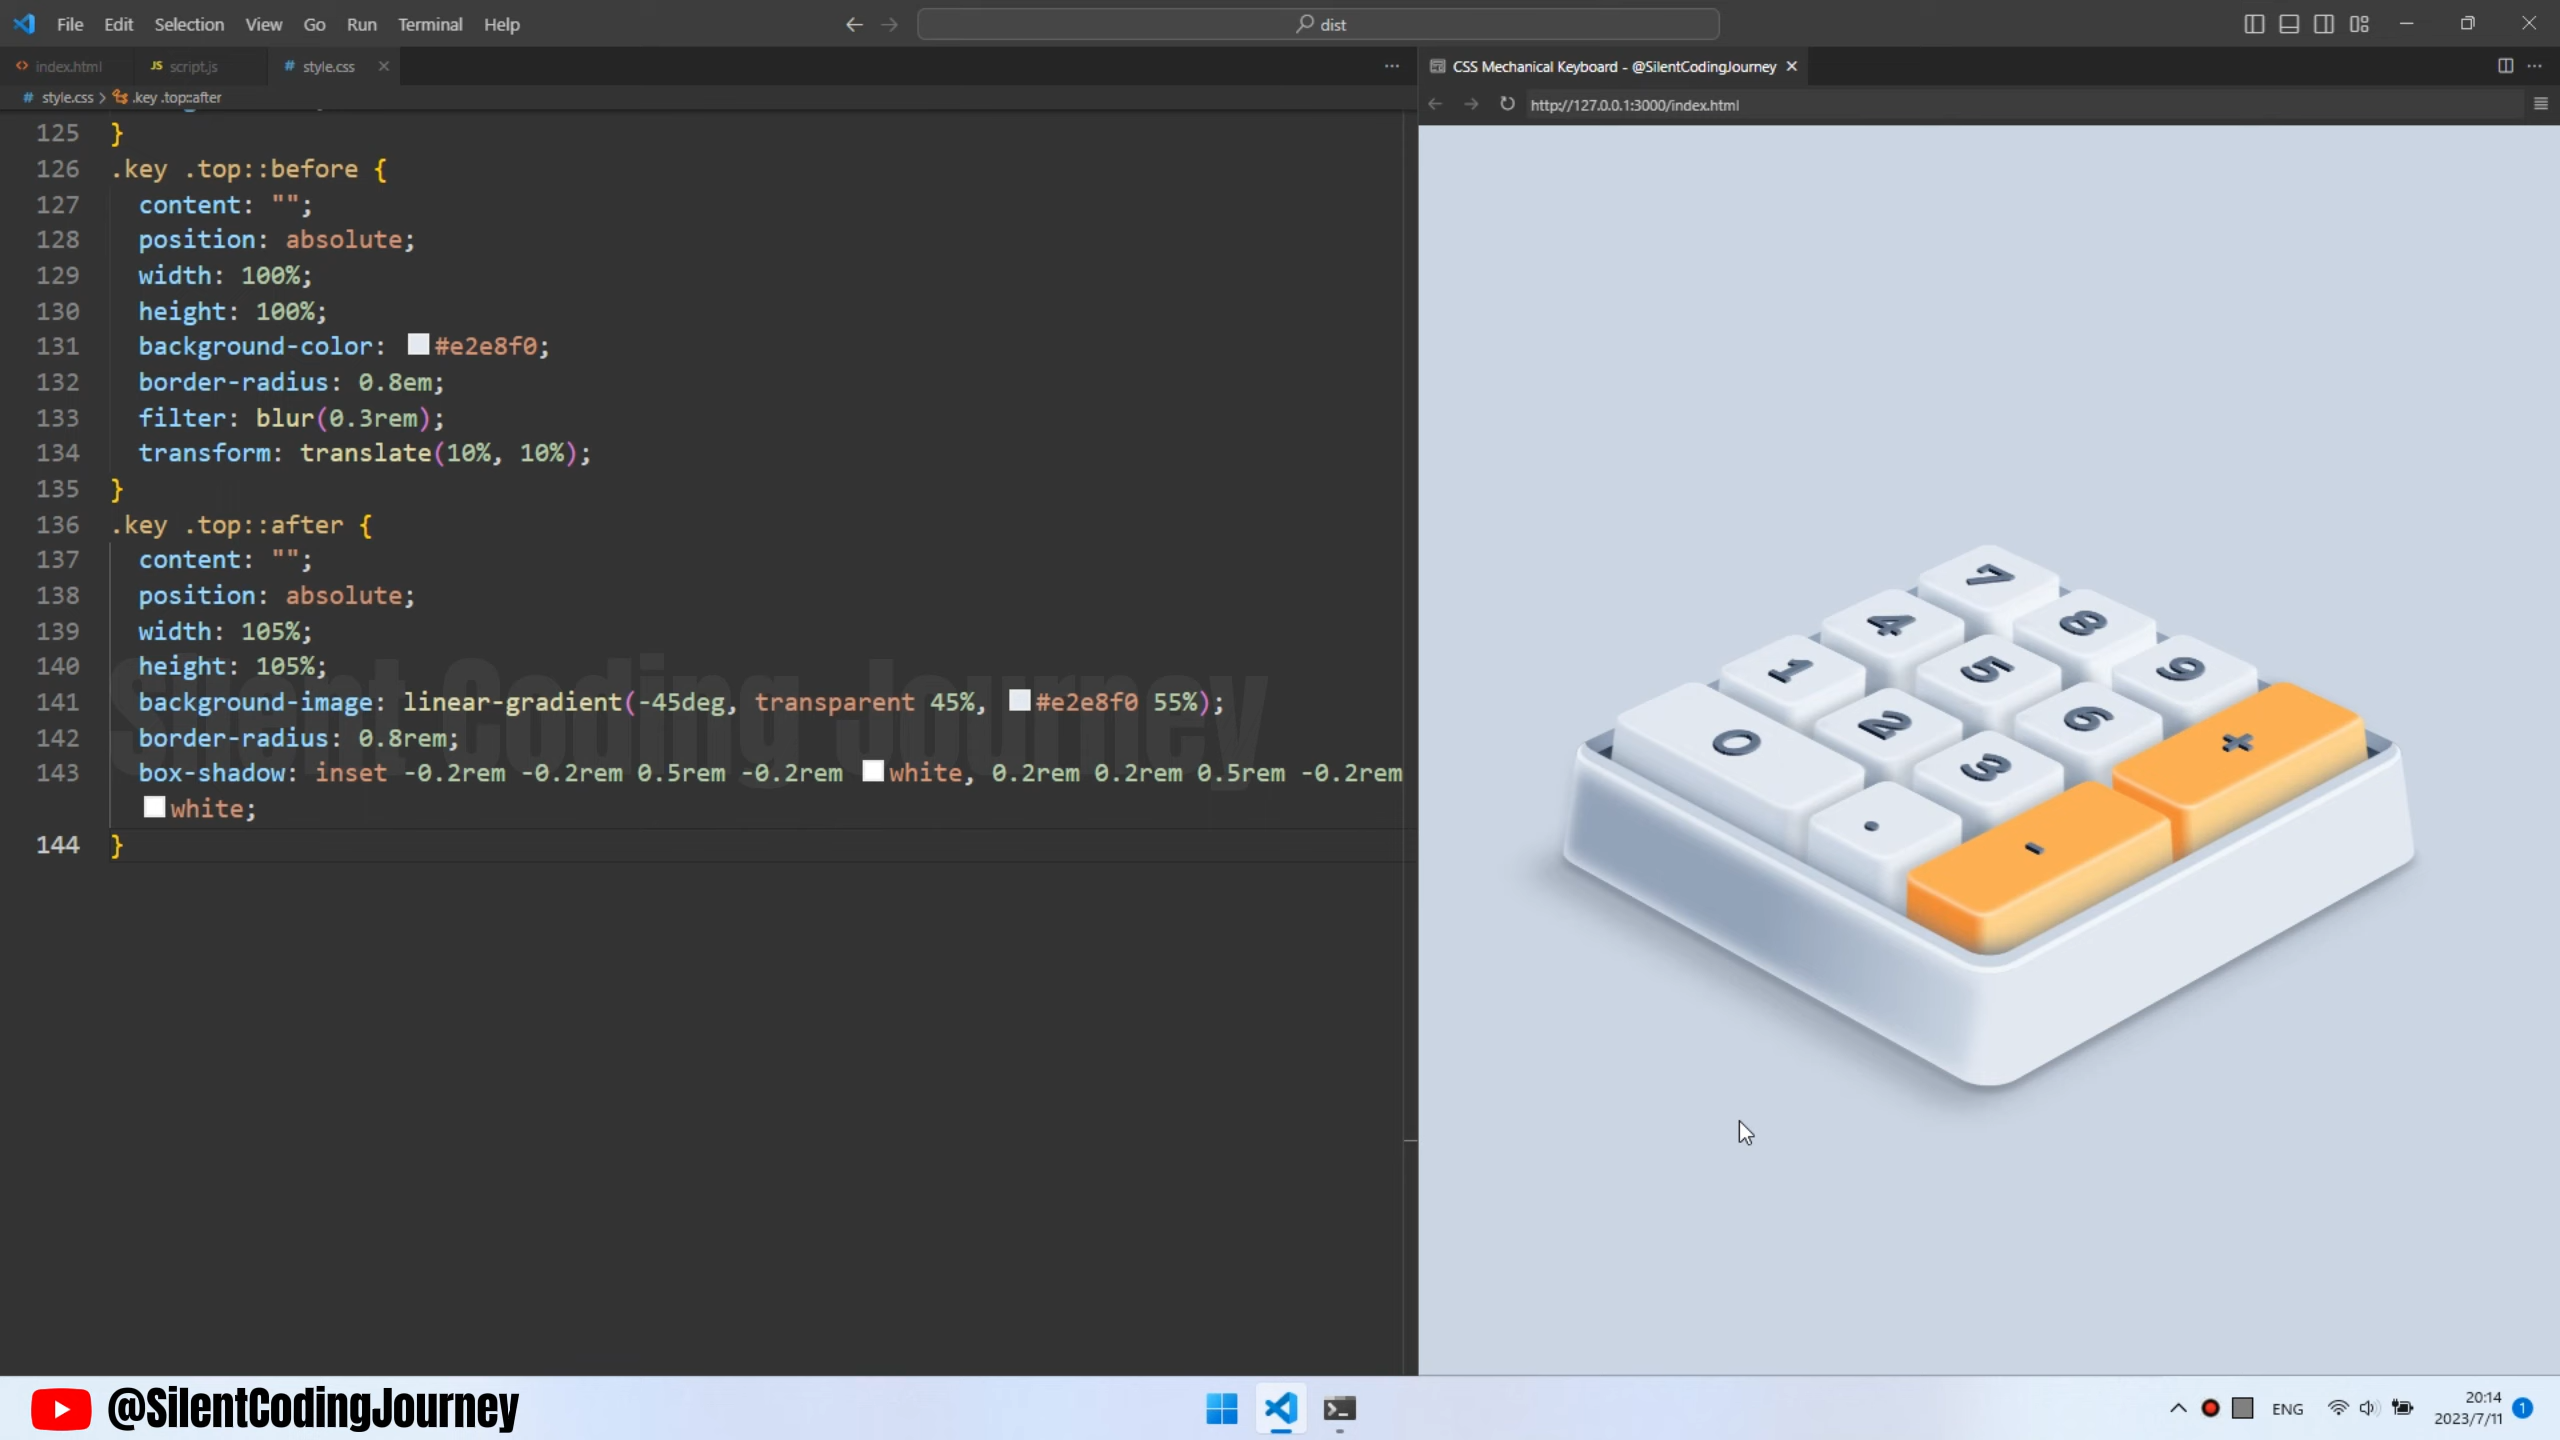 File Edit Selection View Go Run Terminal Help
dist
index.html
JS script.js
# style.css
CSS Mechanical Keyboard - @SilentCodingJourney
# style.css > .key .top::after
http://127.0.0.1:3000/index.html
125 }
126 .key .top::before {
127 content: "";
128 position: absolute;
129 width: 100%;
130 height: 100%;
131 background-color: #e2e8f0;
132 border-radius: 0.8em;
133 filter: blur(0.3rem);
134 transform: translate(10%, 10%);
135 }
136 .key .top::after {
137 content: "";
138 position: absolute;
139 width: 105%;
140 height: 105%;
141 background-image: linear-gradient(-45deg, transparent 45%, #e2e8f0 55%);
142 border-radius: 0.8rem;
143 box-shadow: inset -0.2rem -0.2rem 0.5rem -0.2rem white, 0.2rem 0.2rem 0.5rem -0.2rem
white;
144 }
Silent Coding Journey
7
4 8
1 5 9
0 2 6 +
. 3
-
@SilentCodingJourney
ENG
20:14
2023/7/11
1